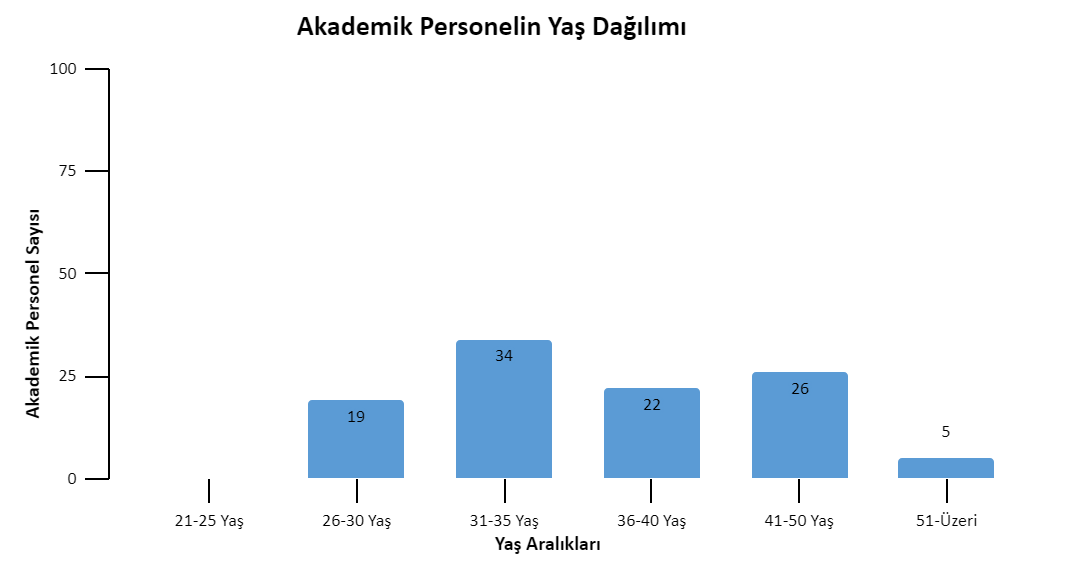 Akademik Personelin Yaş Dağılımı
100
75
50
25
0
Akademik Personel Sayısı
19
34
22
26
5
21-25 Yaş
26-30 Yaş
31-35 Yaş
36-40 Yaş
41-50 Yaş
51-Üzeri
Yaş Aralıkları